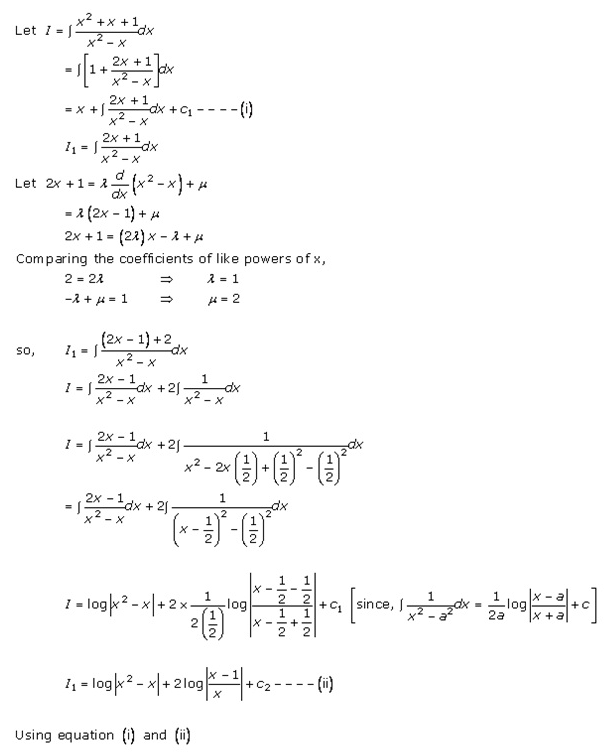 Let I = ∫ (x² + x + 1)/(x² − x) dx
= ∫[1 + (2x + 1)/(x² − x)]dx
= x + ∫ (2x + 1)/(x² − x) dx + c₁ − − − −(i)
I₁ = ∫ (2x + 1)/(x² − x) dx
Let 2x + 1 = λ d/dx (x² − x) + μ
= λ(2x − 1) + μ
2x + 1 = (2λ)x − λ + μ
Comparing the coefficients of like powers of x,
2 = 2λ ⇒ λ = 1
−λ + μ = 1 ⇒ μ = 2
so, I₁ = ∫ ((2x − 1) + 2)/(x² − x) dx
I = ∫ (2x − 1)/(x² − x) dx + 2∫ 1/(x² − x) dx
I = ∫ (2x − 1)/(x² − x) dx + 2∫ 1/(x² − 2x(1/2) + (1/2)² − (1/2)²) dx
= ∫ (2x − 1)/(x² − x) dx + 2∫ 1/((x − 1/2)² − (1/2)²) dx
I = log|x² − x| + 2 × 1/(2(1/2)) log|(x − 1/2 − 1/2)/(x − 1/2 + 1/2)| + c₁ [since, ∫ 1/(x² − a²) dx = 1/(2a) log|(x − a)/(x + a)| + c]
I₁ = log|x² − x| + 2 log|(x − 1)/x| + c₂ − − − −(ii)
Using equation (i) and (ii)